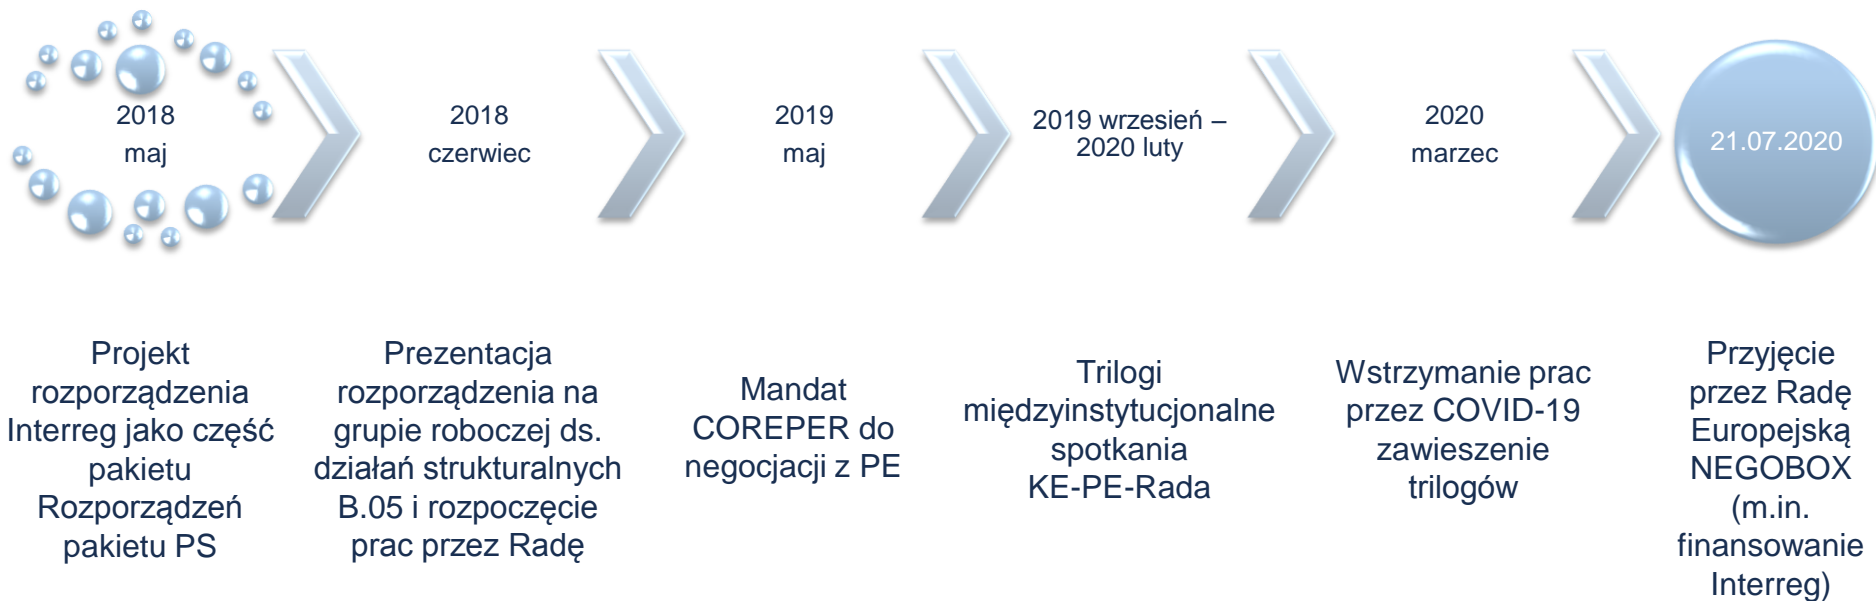 2018
maj
2018
czerwiec
2019
maj
2019 wrzesień –
2020 luty
2020
marzec
21.07.2020
Projekt
rozporządzenia
Interreg jako część
pakietu
Rozporządzeń
pakietu PS
Prezentacja
rozporządzenia na
grupie roboczej ds.
działań strukturalnych
B.05 i rozpoczęcie
prac przez Radę
Mandat
COREPER do
negocjacji z PE
Trilogi
międzyinstytucjonalne
spotkania
KE-PE-Rada
Wstrzymanie prac
przez COVID-19
zawieszenie
trilogów
Przyjęcie
przez Radę
Europejską
NEGOBOX
(m.in.
finansowanie
Interreg)